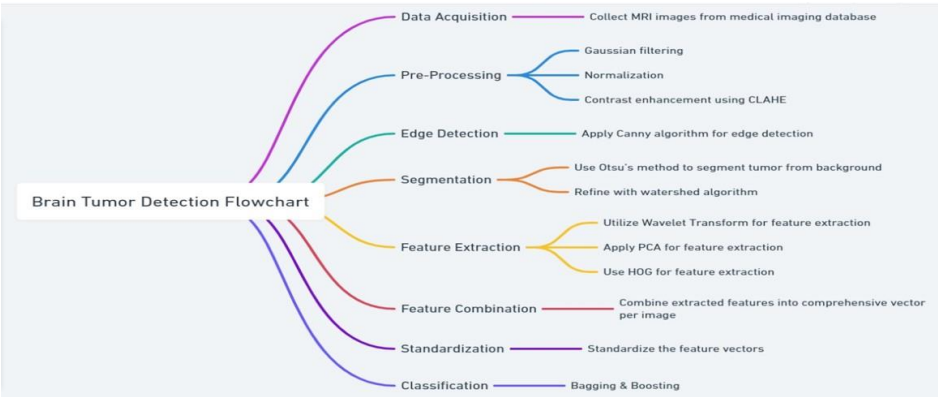 Brain Tumor Detection Flowchart
Data Acquisition
Collect MRI images from medical imaging database
Pre-Processing
Gaussian filtering
Normalization
Contrast enhancement using CLAHE
Edge Detection
Apply Canny algorithm for edge detection
Segmentation
Use Otsu's method to segment tumor from background
Refine with watershed algorithm
Feature Extraction
Utilize Wavelet Transform for feature extraction
Apply PCA for feature extraction
Use HOG for feature extraction
Feature Combination
Combine extracted features into comprehensive vector
per image
Standardization
Standardize the feature vectors
Classification
Bagging & Boosting